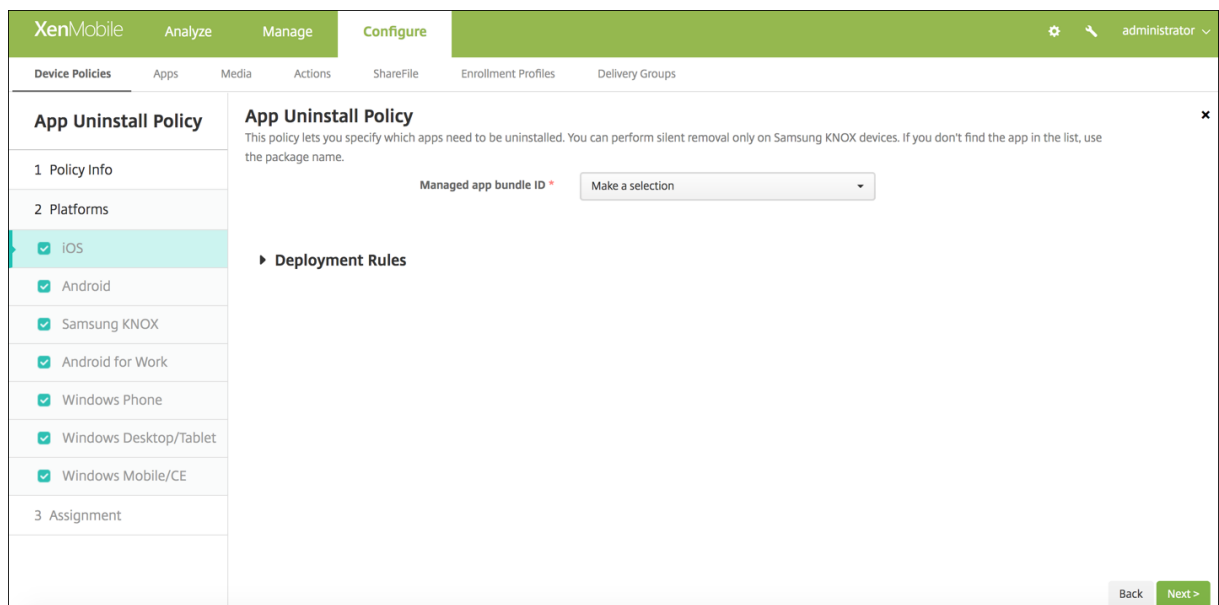 XenMobile Analyze Manage Configure administrator
Device Policies Apps Media Actions ShareFile Enrollment Profiles Delivery Groups
App Uninstall Policy
1 Policy Info
2 Platforms
iOS
Android
Samsung KNOX
Android for Work
Windows Phone
Windows Desktop/Tablet
Windows Mobile/CE
3 Assignment
App Uninstall Policy
This policy lets you specify which apps need to be uninstalled. You can perform silent removal only on Samsung KNOX devices. If you don't find the app in the list, use
the package name.
Managed app bundle ID * Make a selection
Deployment Rules
Back Next >